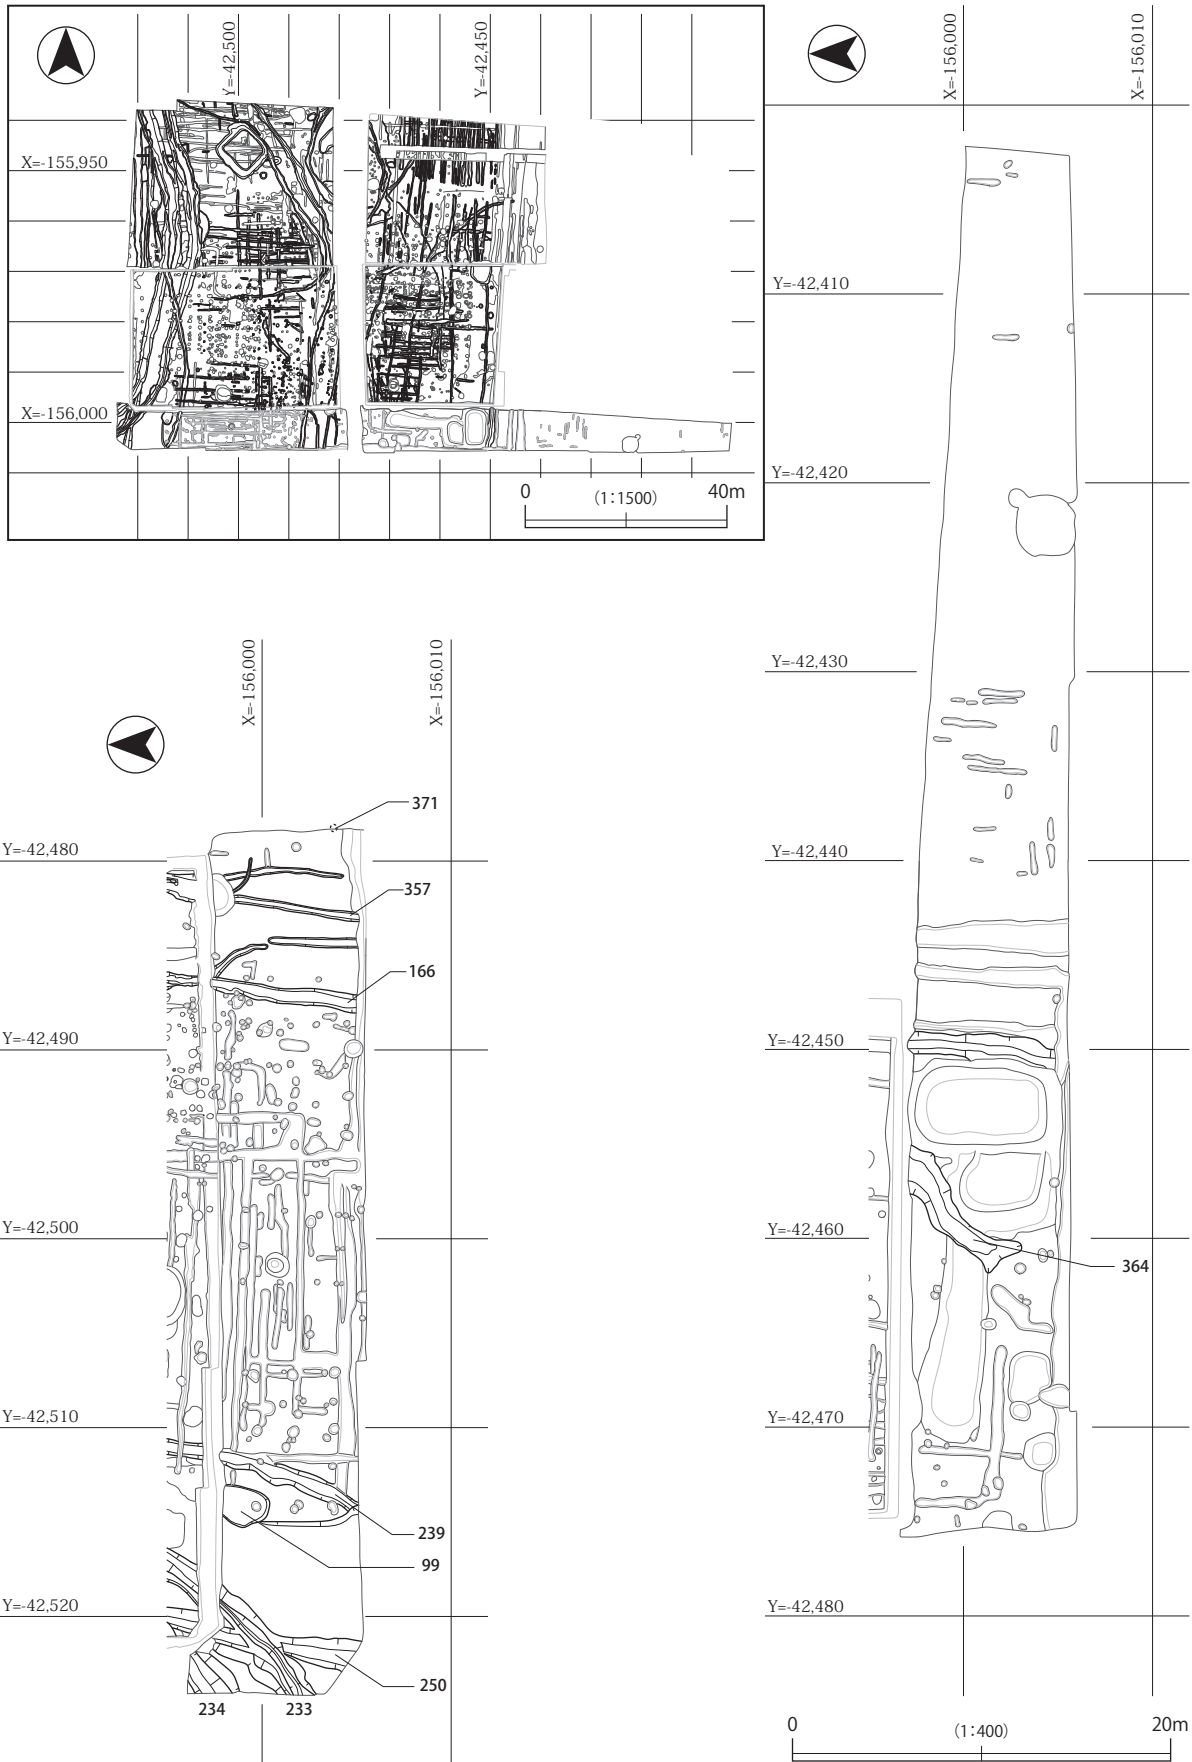 Y=-42,500
Y=-42,450
X=-155,950
X=-156,000
0
(1:1500)
40m
X=-156,000
X=-156,010
Y=-42,410
Y=-42,420
Y=-42,430
Y=-42,440
Y=-42,450
Y=-42,460
364
Y=-42,470
Y=-42,480
0
(1:400)
20m
X=-156,000
X=-156,010
371
Y=-42,480
357
166
Y=-42,490
Y=-42,500
Y=-42,510
239
99
Y=-42,520
250
234
233